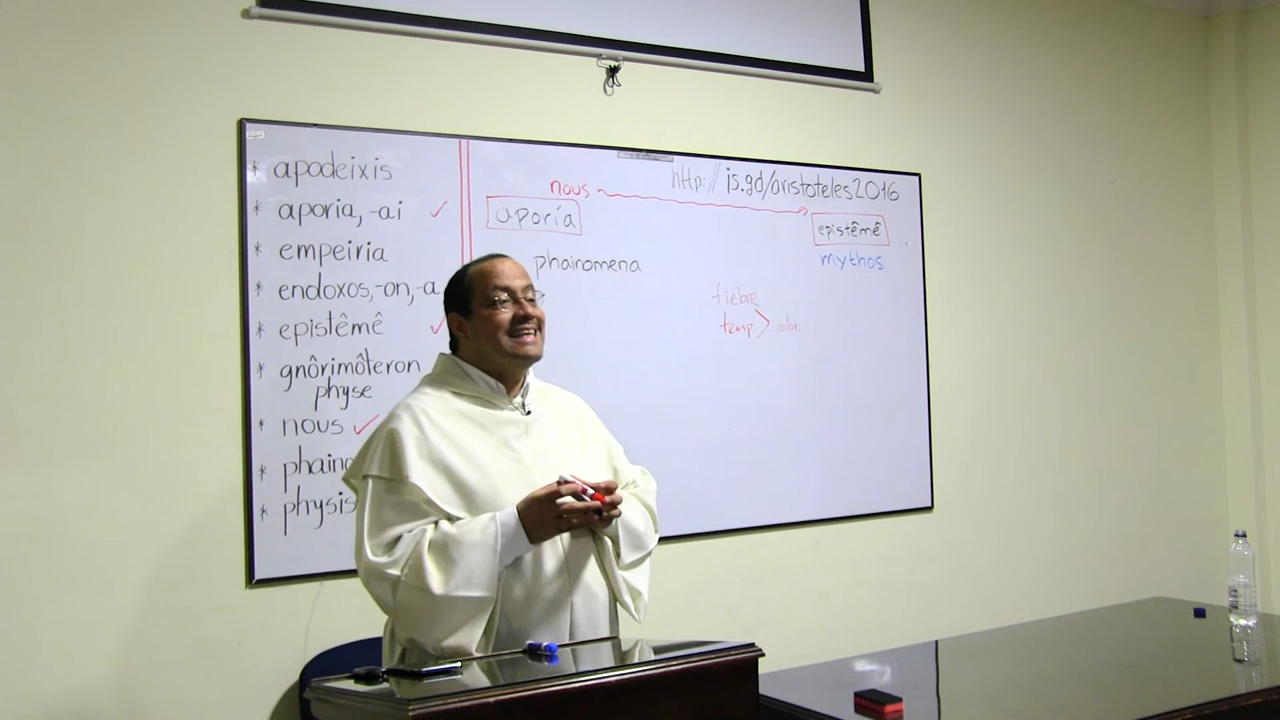 * apodeixis
* aporia, -ai ✓
* empeiria
* endoxos,-on,-a
* epistêmê ✓
* gnôrimôteron
physe
* nous ✓
*
* physis
http:// is.gd/aristoteles2016
nous
aporía
epistêmê
phainomena
mythos
fiebre
temp.